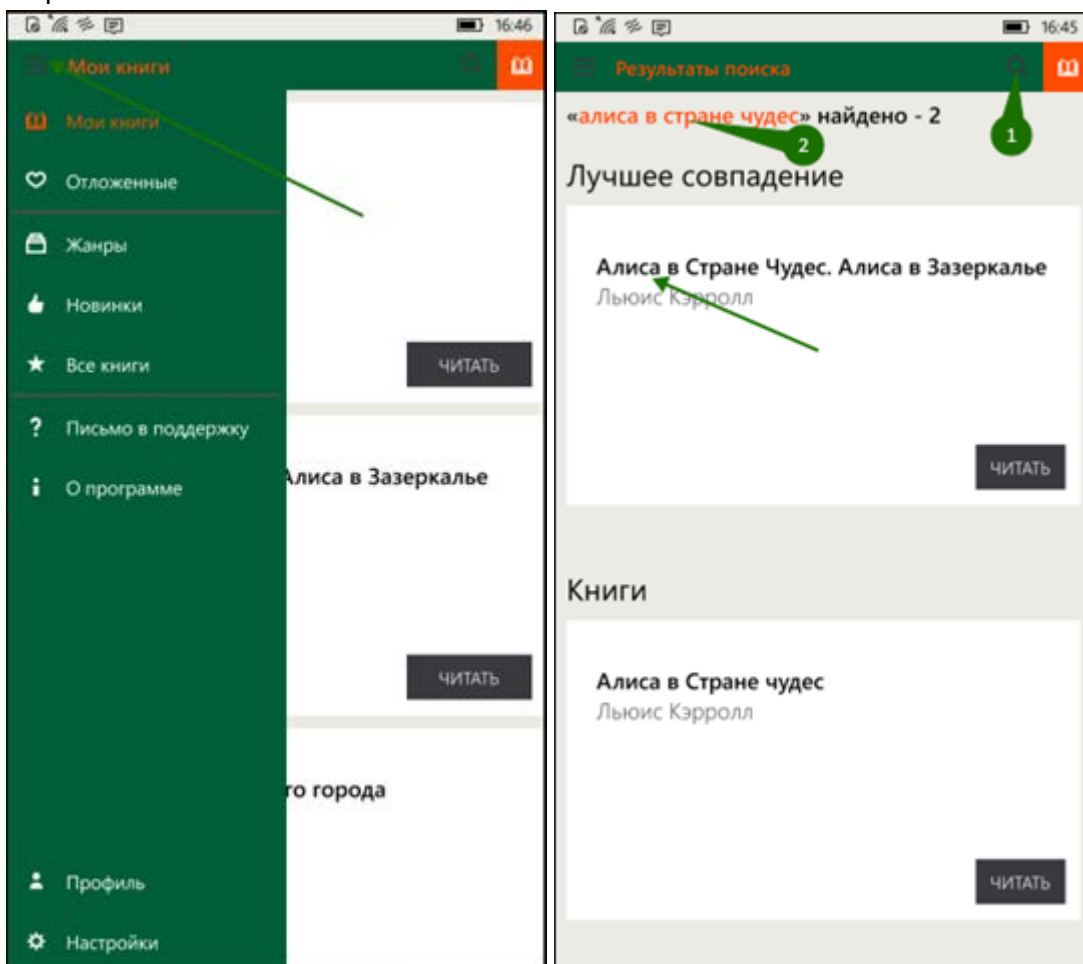 16:46
Мои книги
Мои книги
Отложенные
Жанры
Новинки
Все книги
Письмо в поддержку
О программе
Профиль
Настройки
ЧИТАТЬ
Алиса в Зазеркалье
ЧИТАТЬ
го города
16:45
Результаты поиска
«алиса в стране чудес» найдено - 2
1
2
Лучшее совпадение
Алиса в Стране Чудес. Алиса в Зазеркалье
Льюис Кэрролл
ЧИТАТЬ
Книги
Алиса в Стране чудес
Льюис Кэрролл
ЧИТАТЬ